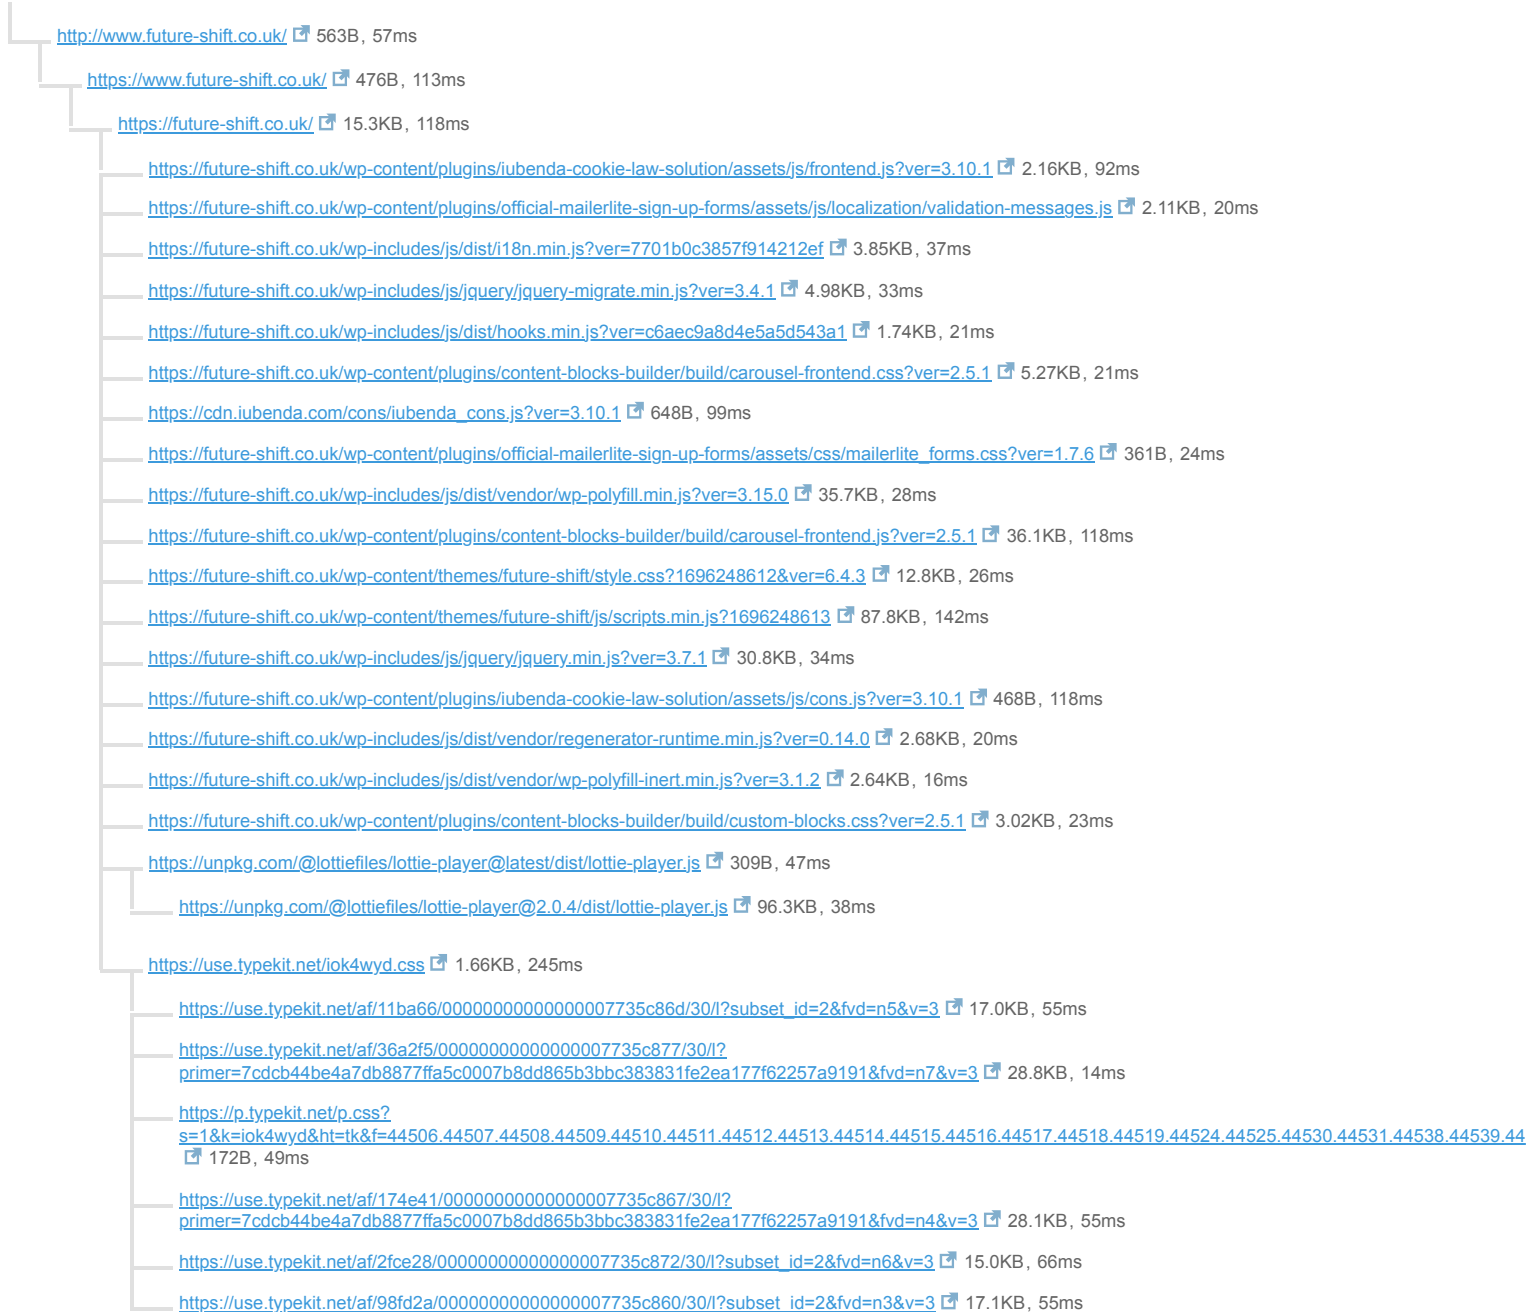 http://www.future-shift.co.uk/ 563B, 57ms
https://www.future-shift.co.uk/ 476B, 113ms
https://future-shift.co.uk/ 15.3KB, 118ms
https://future-shift.co.uk/wp-content/plugins/iubenda-cookie-law-solution/assets/js/frontend.js?ver=3.10.1 2.16KB, 92ms
https://future-shift.co.uk/wp-content/plugins/official-mailerlite-sign-up-forms/assets/js/localization/validation-messages.js 2.11KB, 20ms
https://future-shift.co.uk/wp-includes/js/dist/i18n.min.js?ver=7701b0c3857f914212ef 3.85KB, 37ms
https://future-shift.co.uk/wp-includes/js/jquery/jquery-migrate.min.js?ver=3.4.1 4.98KB, 33ms
https://future-shift.co.uk/wp-includes/js/dist/hooks.min.js?ver=c6aec9a8d4e5a5d543a1 1.74KB, 21ms
https://future-shift.co.uk/wp-content/plugins/content-blocks-builder/build/carousel-frontend.css?ver=2.5.1 5.27KB, 21ms
https://cdn.iubenda.com/cons/iubenda_cons.js?ver=3.10.1 648B, 99ms
https://future-shift.co.uk/wp-content/plugins/official-mailerlite-sign-up-forms/assets/css/mailerlite_forms.css?ver=1.7.6 361B, 24ms
https://future-shift.co.uk/wp-includes/js/dist/vendor/wp-polyfill.min.js?ver=3.15.0 35.7KB, 28ms
https://future-shift.co.uk/wp-content/plugins/content-blocks-builder/build/carousel-frontend.js?ver=2.5.1 36.1KB, 118ms
https://future-shift.co.uk/wp-content/themes/future-shift/style.css?1696248612&ver=6.4.3 12.8KB, 26ms
https://future-shift.co.uk/wp-content/themes/future-shift/js/scripts.min.js?1696248613 87.8KB, 142ms
https://future-shift.co.uk/wp-includes/js/jquery/jquery.min.js?ver=3.7.1 30.8KB, 34ms
https://future-shift.co.uk/wp-content/plugins/iubenda-cookie-law-solution/assets/js/cons.js?ver=3.10.1 468B, 118ms
https://future-shift.co.uk/wp-includes/js/dist/vendor/regenerator-runtime.min.js?ver=0.14.0 2.68KB, 20ms
https://future-shift.co.uk/wp-includes/js/dist/vendor/wp-polyfill-inert.min.js?ver=3.1.2 2.64KB, 16ms
https://future-shift.co.uk/wp-content/plugins/content-blocks-builder/build/custom-blocks.css?ver=2.5.1 3.02KB, 23ms
https://unpkg.com/@lottiefiles/lottie-player@latest/dist/lottie-player.js 309B, 47ms
https://unpkg.com/@lottiefiles/lottie-player@2.0.4/dist/lottie-player.js 96.3KB, 38ms
https://use.typekit.net/iok4wyd.css 1.66KB, 245ms
https://use.typekit.net/af/11ba66/00000000000000007735c86d/30/l?subset_id=2&fvd=n5&v=3 17.0KB, 55ms
https://use.typekit.net/af/36a2f5/00000000000000007735c877/30/l?
primer=7cdcb44be4a7db8877ffa5c0007b8dd865b3bbc383831fe2ea177f62257a9191&fvd=n7&v=3 28.8KB, 14ms
https://p.typekit.net/p.css?
s=1&k=iok4wyd&ht=tk&f=44506.44507.44508.44509.44510.44511.44512.44513.44514.44515.44516.44517.44518.44519.44524.44525.44530.44531.44538.44539.44
172B, 49ms
https://use.typekit.net/af/174e41/00000000000000007735c867/30/l?
primer=7cdcb44be4a7db8877ffa5c0007b8dd865b3bbc383831fe2ea177f62257a9191&fvd=n4&v=3 28.1KB, 55ms
https://use.typekit.net/af/2fce28/00000000000000007735c872/30/l?subset_id=2&fvd=n6&v=3 15.0KB, 66ms
https://use.typekit.net/af/98fd2a/00000000000000007735c860/30/l?subset_id=2&fvd=n3&v=3 17.1KB, 55ms